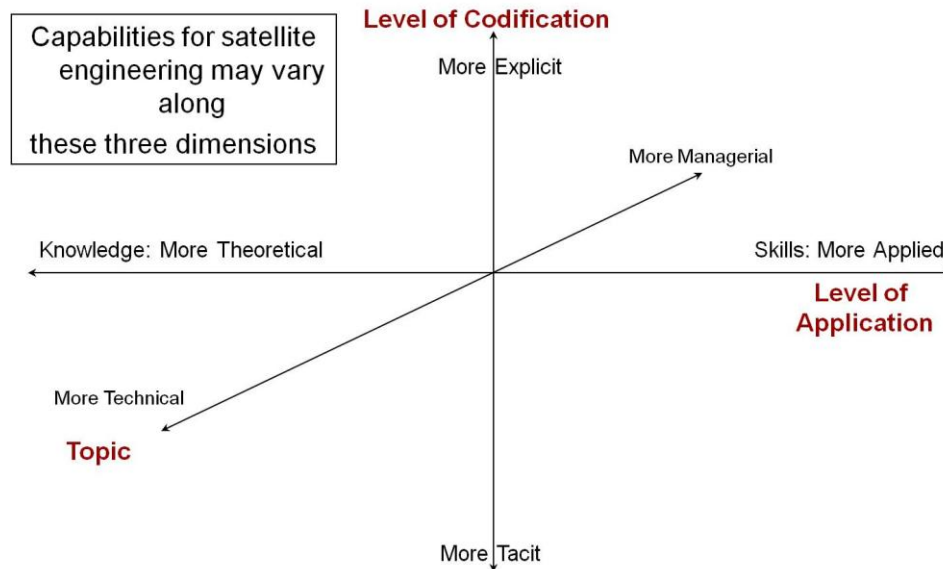 Level of Codification
Capabilities for satellite
engineering may vary
along
these three dimensions
More Explicit
More Managerial
Knowledge: More Theoretical
Skills: More Applied
Level of
Application
More Technical
Topic
More Tacit